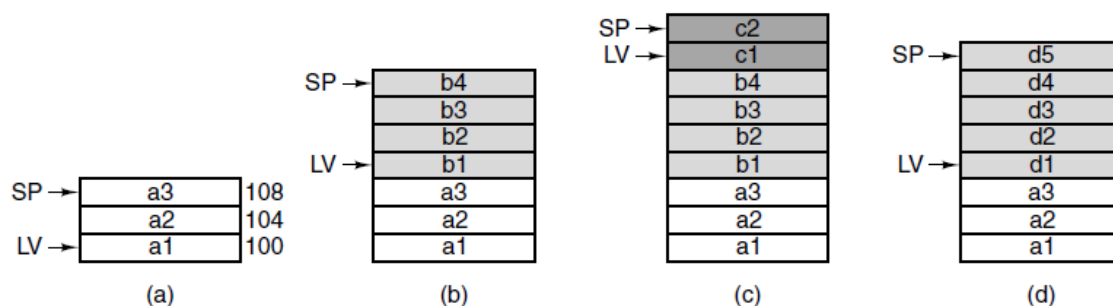 SP a3 108
a2 104
LV a1 100
(a)
SP b4
b3
b2
LV b1
a3
a2
a1
(b)
SP c2
LV c1
b4
b3
b2
b1
a3
a2
a1
(c)
SP d5
d4
d3
d2
LV d1
a3
a2
a1
(d)